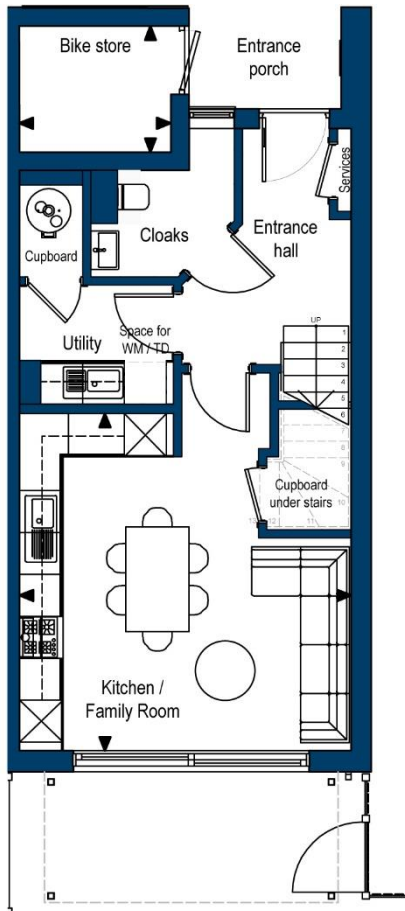 Bike store
Entrance
porch
Services
Cloaks
Entrance
hall
Cupboard
Utility
Space for
WM / TD
UP
1
2
3
4
5
6
8
9
10
11
12
13
Cupboard
under stairs
Kitchen /
Family Room